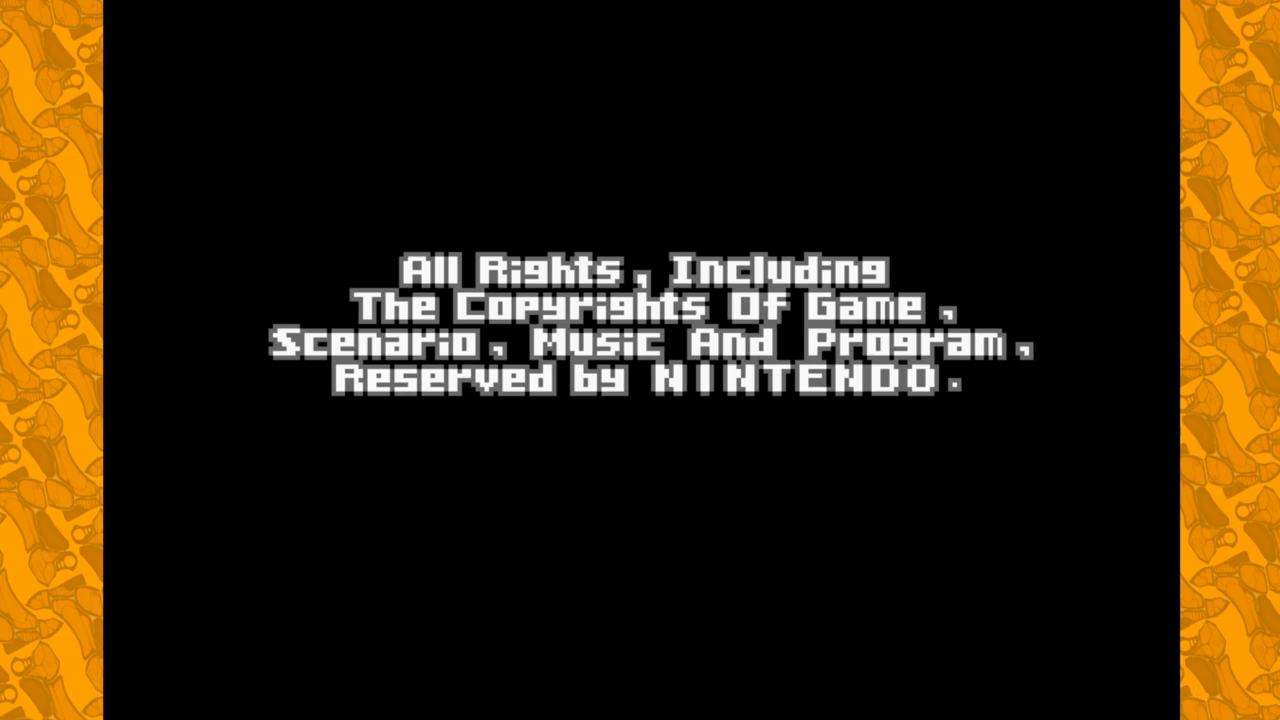 All Rights, Including
The Copyrights Of Game,
Scenario, Music And Program,
Reserved by NINTENDO.